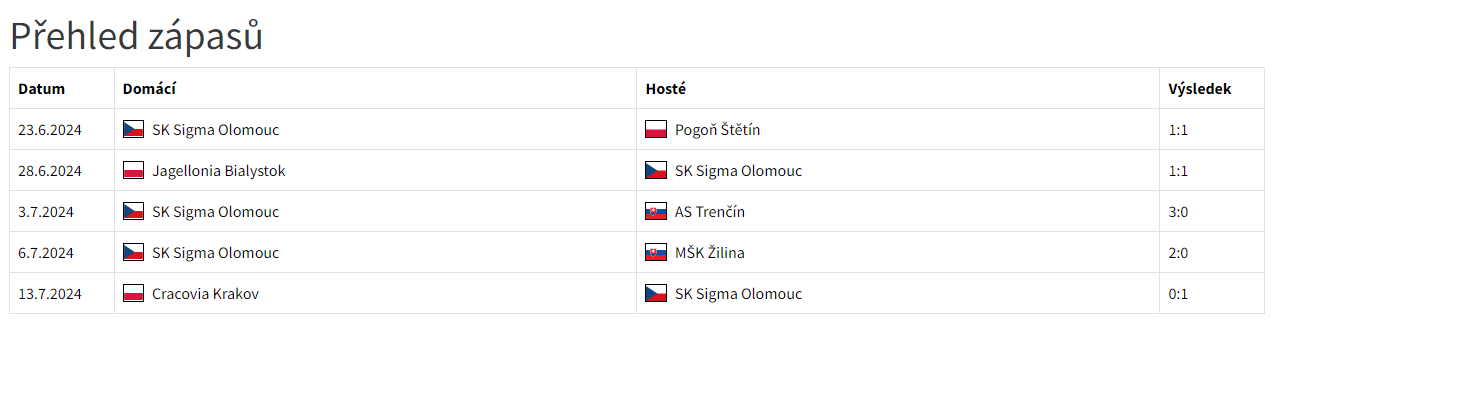 Přehled zápasů
Datum Domácí Hosté Výsledek
23.6.2024 SK Sigma Olomouc Pogoň Štětín 1:1
28.6.2024 Jagellonia Bialystok SK Sigma Olomouc 1:1
3.7.2024 SK Sigma Olomouc AS Trenčín 3:0
6.7.2024 SK Sigma Olomouc MŠK Žilina 2:0
13.7.2024 Cracovia Krakov SK Sigma Olomouc 0:1